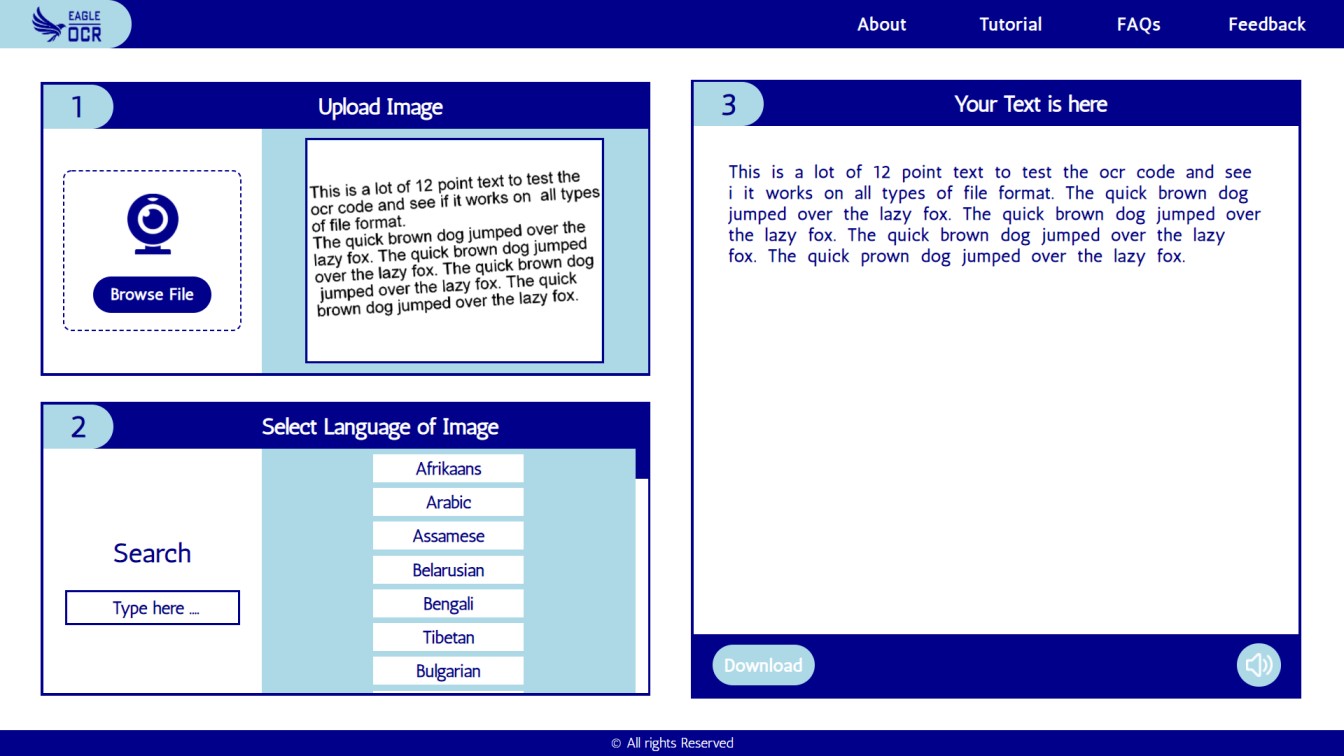 EAGLE
OCR
About
Tutorial
FAQs
Feedback
1
Upload Image
Browse File
This is a lot of 12 point text to test the
ocr code and see if it works on all types
of file format.
The quick brown dog jumped over the
lazy fox. The quick brown dog jumped
over the lazy fox. The quick brown dog
jumped over the lazy fox. The quick
brown dog jumped over the lazy fox.
2
Select Language of Image
Search
Type here ....
Afrikaans
Arabic
Assamese
Belarusian
Bengali
Tibetan
Bulgarian
3
Your Text is here
This is a lot of 12 point text to test the ocr code and see
i it works on all types of file format. The quick brown dog
jumped over the lazy fox. The quick brown dog jumped over
the lazy fox. The quick brown dog jumped over the lazy
fox. The quick prown dog jumped over the lazy fox.
Download
© All rights Reserved